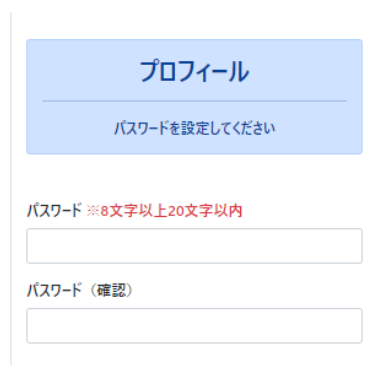 プロフィール
パスワードを設定してください
パスワード ※8文字以上20文字以内
パスワード（確認）